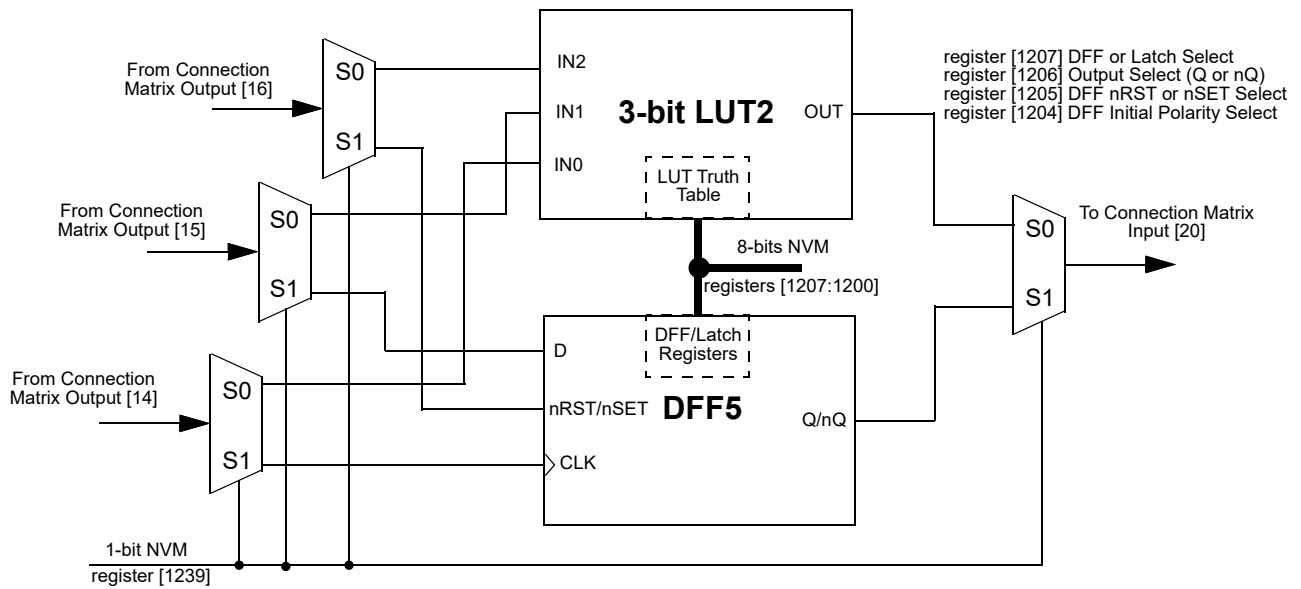 From Connection
Matrix Output [16]
S0
S1
IN2
IN1
IN0
3-bit LUT2
OUT
LUT Truth
Table
register [1207] DFF or Latch Select
register [1206] Output Select (Q or nQ)
register [1205] DFF nRST or nSET Select
register [1204] DFF Initial Polarity Select
From Connection
Matrix Output [15]
S0
S1
8-bits NVM
registers [1207:1200]
S0
S1
To Connection Matrix
Input [20]
From Connection
Matrix Output [14]
S0
S1
D
nRST/nSET
CLK
DFF/Latch
Registers
DFF5
Q/nQ
1-bit NVM
register [1239]